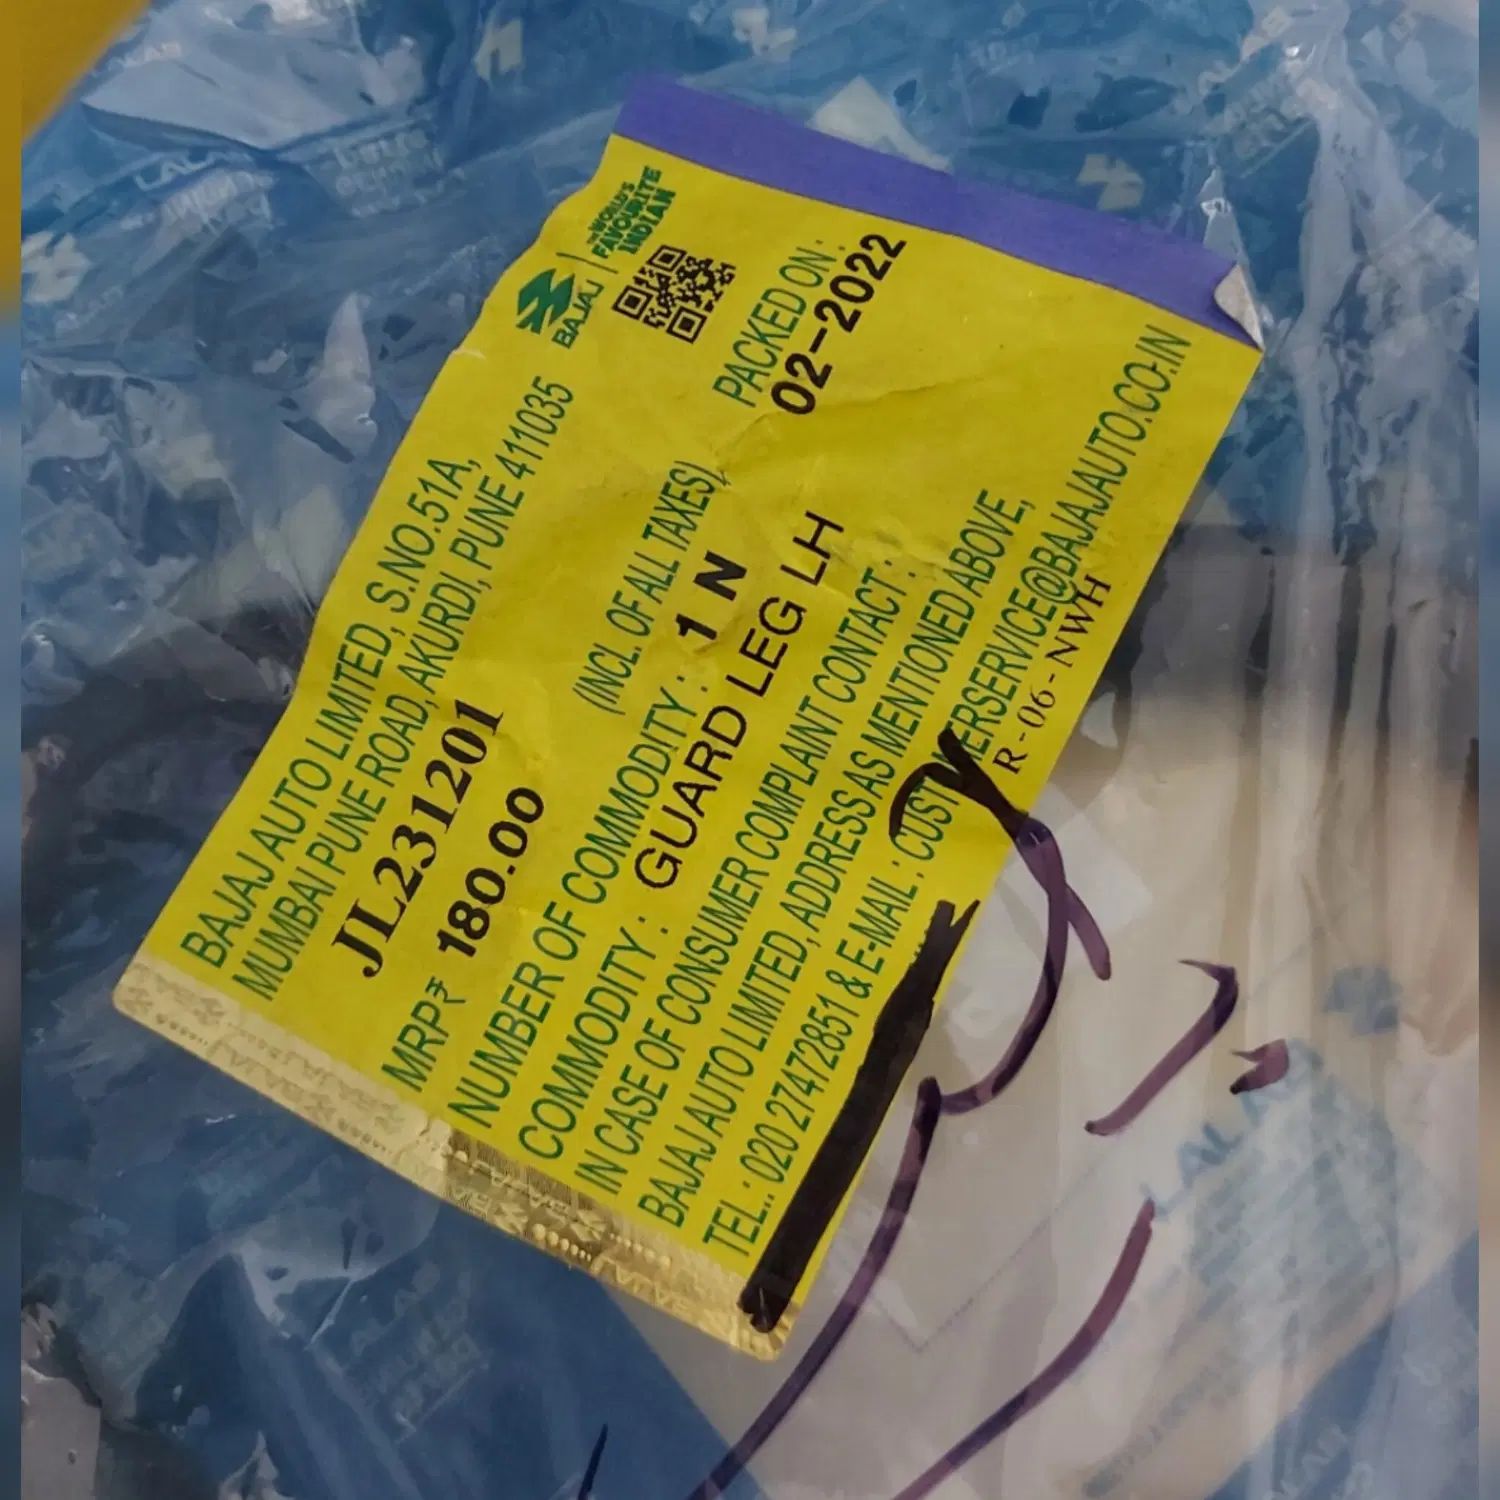 BAJAJ
WORLD'S
FAVOURITE
INDIAN
BAJAJ AUTO LIMITED, S.NO.51A,
MUMBAI PUNE ROAD, AKURDI, PUNE 411035
JL231201
PACKED ON :
02-2022
MRP₹ 180.00 (INCL. OF ALL TAXES)
NUMBER OF COMMODITY : 1 N
COMMODITY : GUARD LEG LH
IN CASE OF CONSUMER COMPLAINT CONTACT :
BAJAJ AUTO LIMITED, ADDRESS AS MENTIONED ABOVE,
TEL.: 020 27472851 & E-MAIL : CUSTOMERSERVICE@BAJAJAUTO.CO.IN
R-06-NWH